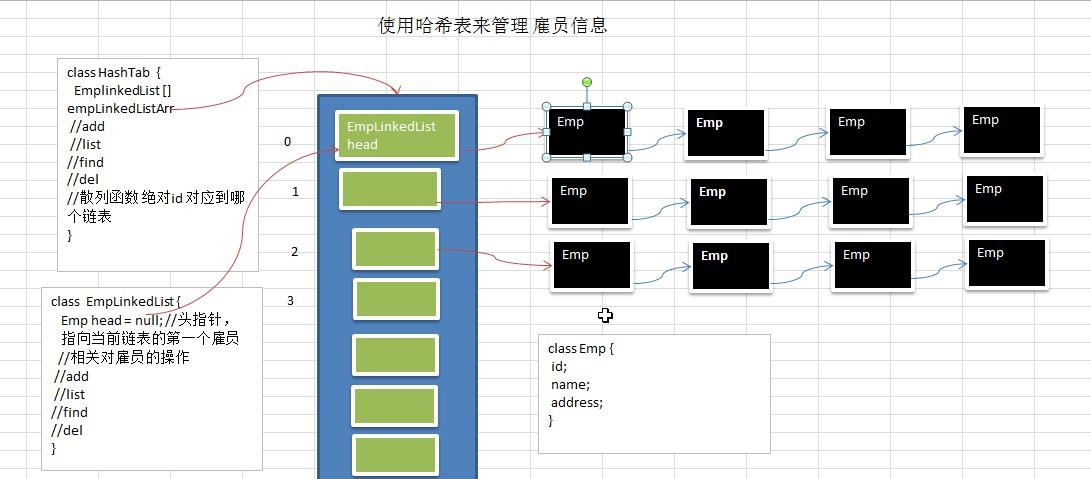 使用哈希表来管理 雇员信息
class HashTab {
EmplinkedList []
empLinkedListArr
//add
//list
//find
//del
//散列函数 绝对id 对应到哪
个链表
}
class EmpLinkedList {
Emp head = null; //头指针，
指向当前链表的第一个雇员
//相关对雇员的操作
//add
//list
//find
//del
}
0
1
2
3
EmpLinkedList
head
Emp Emp Emp Emp
Emp Emp Emp Emp
Emp Emp Emp Emp
class Emp {
id;
name;
address;
}